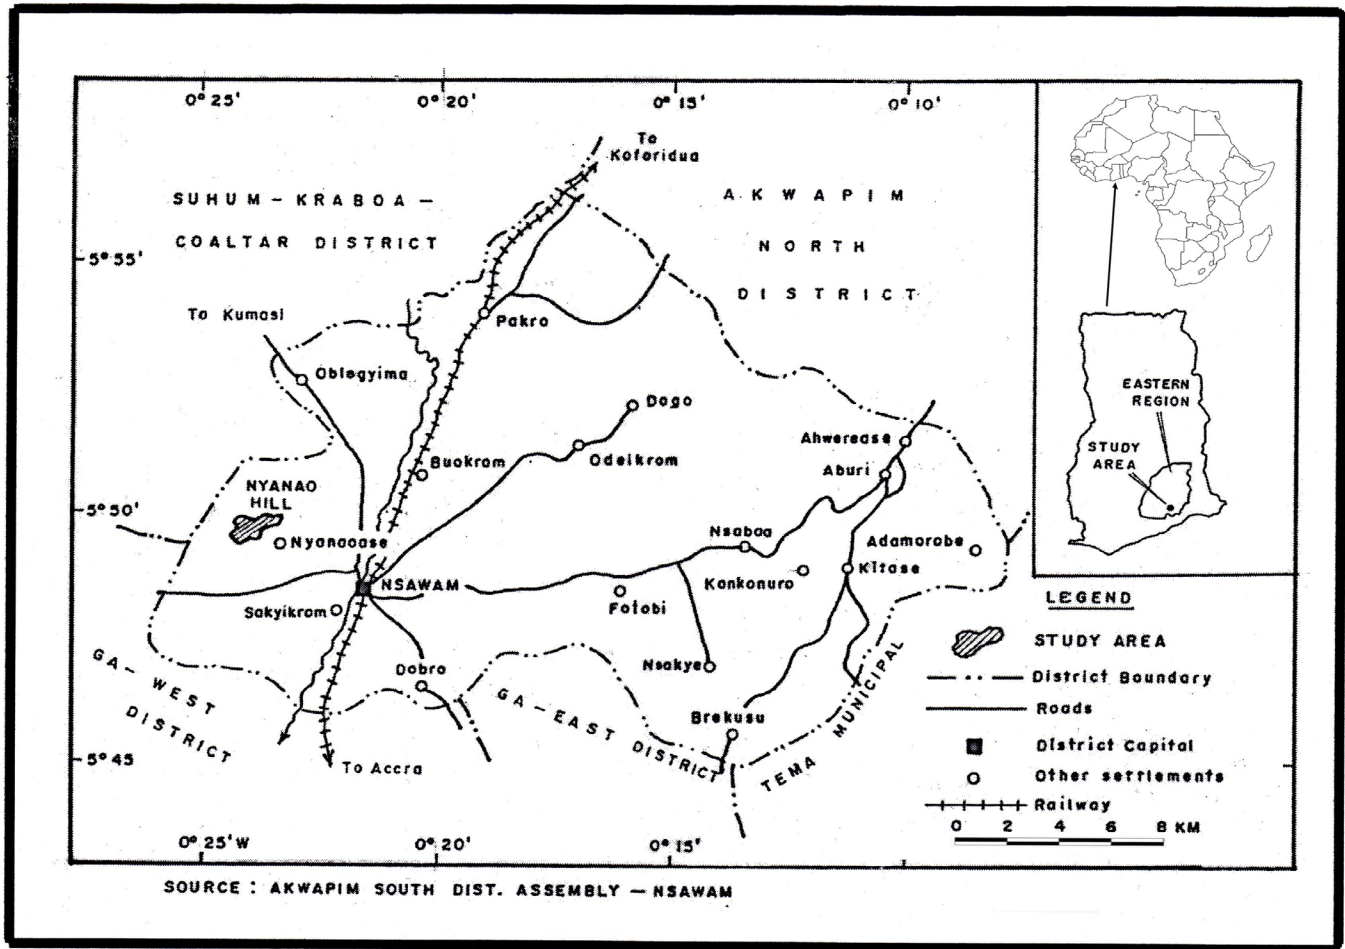 0° 25' 0° 20' 0° 15' 0° 10'
To
Koforidua
SUHUM – KRABOA –
COALTAR DISTRICT
AKWAPIM
NORTH
DISTRICT
5° 55'
To Kumasi
Pakro
Oblogyima
Dago
Odeikrom
Buokrom
Ahwerease
Aburi
NYANAO
HILL
5° 50'
Nyanaoase
Nsabaa
Adamorobe
Konkonuro
Kitase
NSAWAM
Fotobi
Sakyikrom
Nsakye
Dobro
Brekusu
GA – WEST
DISTRICT
GA – EAST DISTRICT
TEMA MUNICIPAL
5° 45
To Accra
0° 25' W 0° 20' 0° 15'
EASTERN
REGION
STUDY
AREA
LEGEND
STUDY AREA
District Boundary
Roads
District Capital
Other settlements
Railway
0 2 4 6 8 KM
SOURCE : AKWAPIM SOUTH DIST. ASSEMBLY – NSAWAM